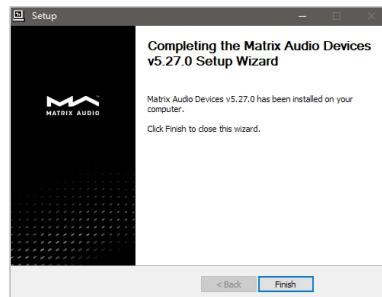 Setup
Completing the Matrix Audio Devices
v5.27.0 Setup Wizard
MATRIX AUDIO
Matrix Audio Devices v5.27.0 has been installed on your
computer.
Click Finish to close this wizard.
< Back
Finish